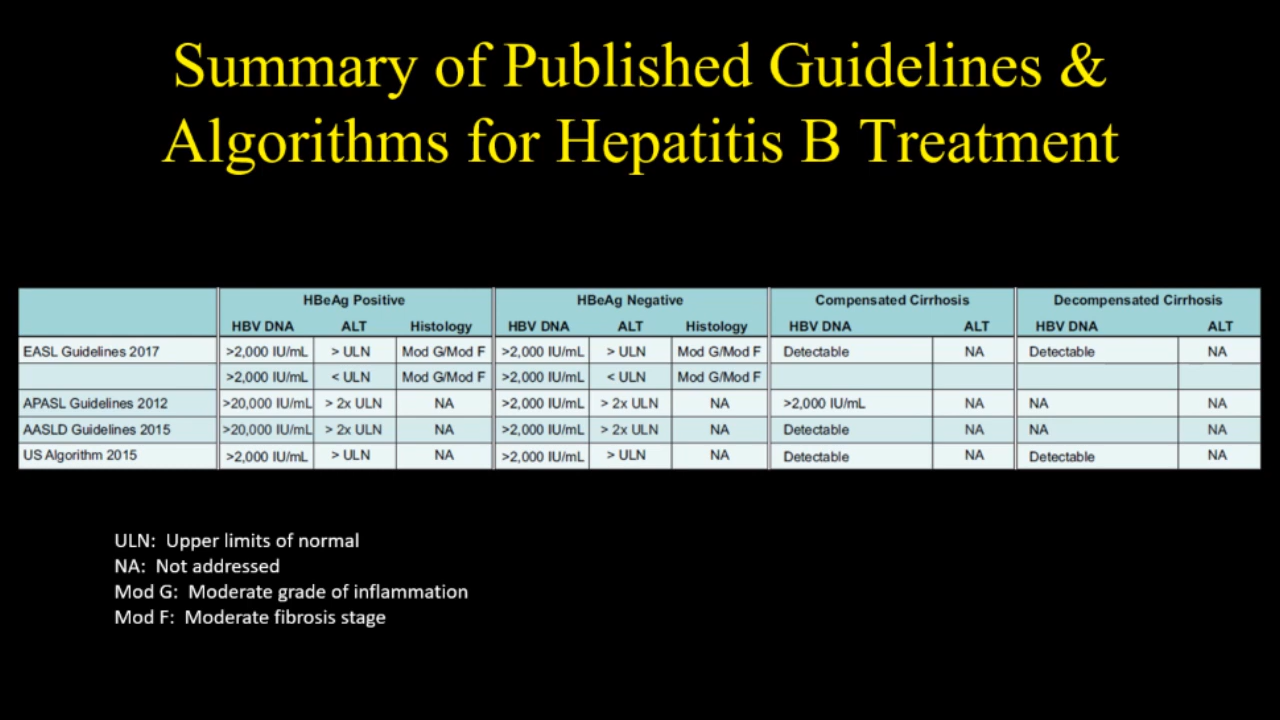 Summary of Published Guidelines &
Algorithms for Hepatitis B Treatment
HBeAg Positive HBeAg Negative Compensated Cirrhosis Decompensated Cirrhosis
HBV DNA ALT Histology HBV DNA ALT Histology HBV DNA ALT HBV DNA ALT
EASL Guidelines 2017 >2,000 IU/mL > ULN Mod G/Mod F >2,000 IU/mL > ULN Mod G/Mod F Detectable NA Detectable NA
>2,000 IU/mL < ULN Mod G/Mod F >2,000 IU/mL < ULN Mod G/Mod F
APASL Guidelines 2012 >20,000 IU/mL > 2x ULN NA >2,000 IU/mL > 2x ULN NA >2,000 IU/mL NA NA NA
AASLD Guidelines 2015 >20,000 IU/mL > 2x ULN NA >2,000 IU/mL > 2x ULN NA Detectable NA NA NA
US Algorithm 2015 >2,000 IU/mL > ULN NA >2,000 IU/mL > ULN NA Detectable NA Detectable NA
ULN: Upper limits of normal
NA: Not addressed
Mod G: Moderate grade of inflammation
Mod F: Moderate fibrosis stage